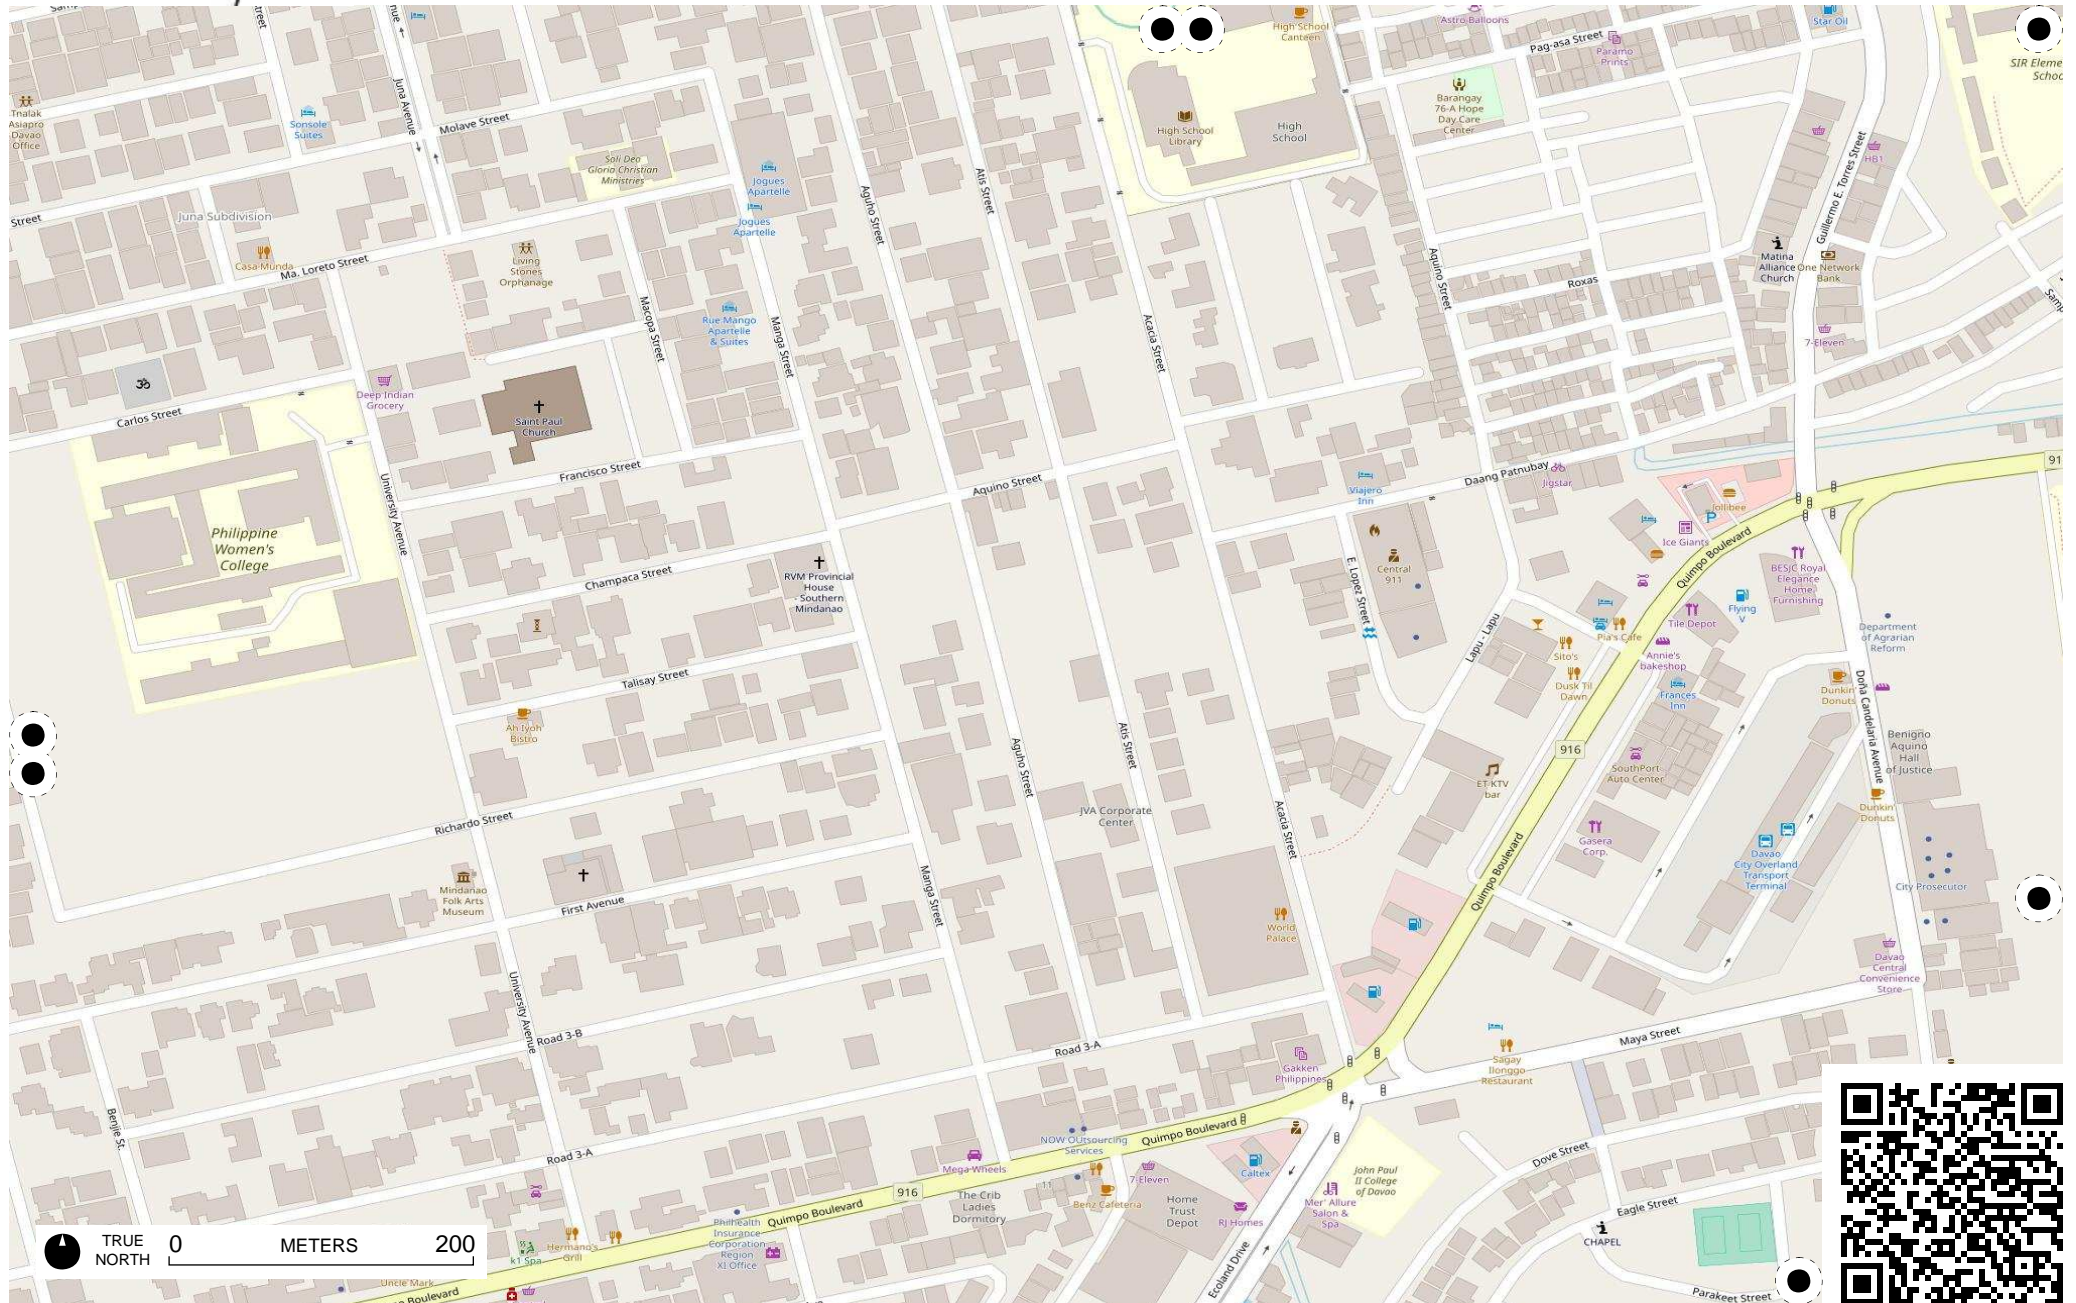 High School
Canteen
Astro Balloons
Star Oil
Pag-asa Street
Paramo
Prints
SIR Eleme
Schoo
Juna Avenue
Tnalak
Asiapro
Davao
Office
Sonsole
Suites
Molave Street
High School
Library
High
School
Barangay
76-A Hope
Day Care
Center
HB1
Soli Deo
Gloria Christian
Ministries
Jogues
Apartelle
Jogues
Apartelle
Aguho Street
Atis Street
Guillermo E. Torres Street
Street
Juna Subdivision
Casa Munda
Ma. Loreto Street
Living
Stones
Orphanage
Aquino Street
Roxas
Matina
Alliance
Church
One Network
Bank
Samp
Macopa Street
Rue Mango
Apartelle
& Suites
Manga Street
Acacia Street
7-Eleven
ॐ
Carlos Street
Deep Indian
Grocery
Saint Paul
Church
Francisco Street
University Avenue
Aquino Street
Viajero
Inn
Daang Patnubay
Jigstar
Jollibee
P
Ice Giants
91
Quimpo Boulevard
Philippine
Women's
College
Champaca Street
RVM Provincial
House
- Southern
Mindanao
E. Lopez Street
Central
911
BESJC Royal
Elegance
Home
Furnishing
Flying
V
Tile Depot
Department
of Agrarian
Reform
Lapu - Lapu
Pia's Cafe
Sito's
Dusk Til
Dawn
Annie's
bakeshop
Frances
Inn
Dunkin'
Donuts
Talisay Street
Ah Iyoh
Bistro
Aguho Street
Atis Street
916
SouthPort
Auto Center
Doña Candelaria Avenue
Benigno
Aquino
Hall
of Justice
ET-KTV
bar
Dunkin'
Donuts
Richardo Street
JVA Corporate
Center
Acacia Street
Quimpo Boulevard
Gasera
Corp.
Davao
City Overland
Transport
Terminal
City Prosecutor
Mindanao
Folk Arts
Museum
First Avenue
Manga Street
World
Palace
Davao
Central
Convenience
Store
University Avenue
Road 3-B
Road 3-A
Gakken
Philippines
Sagay
Ilonggo
Restaurant
Maya Street
Benjie St.
Road 3-A
Mega Wheels
NOW Outsourcing
Services
Quimpo Boulevard
Caltex
7-Eleven
Dove Street
John Paul
II College
of Davao
916
The Crib
Ladies
Dormitory
11
Benz Cafeteria
Home
Trust
Depot
RJ Homes
Mer' Allure
Salon &
Spa
Eagle Street
CHAPEL
Quimpo Boulevard
Philhealth
Insurance
Corporation
Region
XI Office
Hermano's
Grill
k1 Spa
Uncle Mark
o Boulevard
Ecoland Drive
Parakeet Street
TRUE
NORTH
0
METERS
200